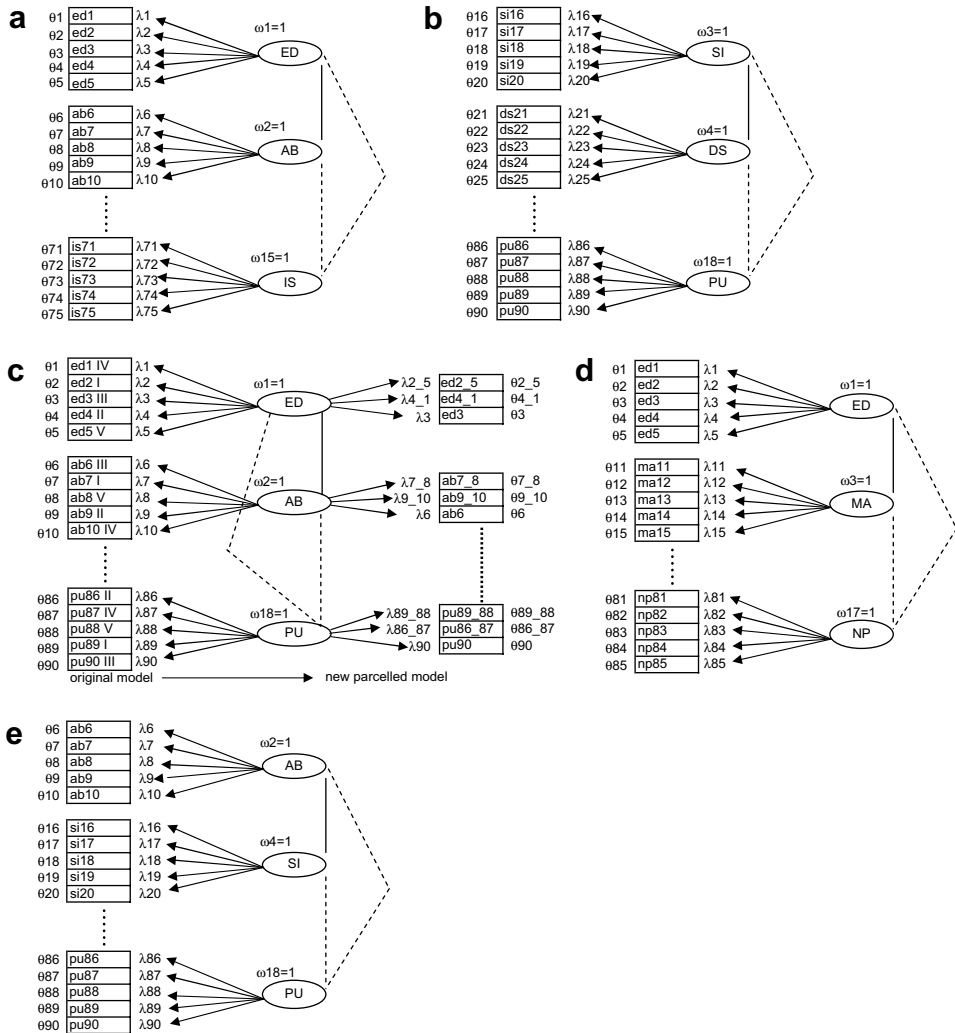 a
θ1 ed1 λ1
θ2 ed2 λ2
θ3 ed3 λ3
θ4 ed4 λ4
θ5 ed5 λ5
ω1=1
ED
θ6 ab6 λ6
θ7 ab7 λ7
θ8 ab8 λ8
θ9 ab9 λ9
θ10 ab10 λ10
ω2=1
AB
θ71 is71 λ71
θ72 is72 λ72
θ73 is73 λ73
θ74 is74 λ74
θ75 is75 λ75
ω15=1
IS
b
θ16 si16 λ16
θ17 si17 λ17
θ18 si18 λ18
θ19 si19 λ19
θ20 si20 λ20
ω3=1
SI
θ21 ds21 λ21
θ22 ds22 λ22
θ23 ds23 λ23
θ24 ds24 λ24
θ25 ds25 λ25
ω4=1
DS
θ86 pu86 λ86
θ87 pu87 λ87
θ88 pu88 λ88
θ89 pu89 λ89
θ90 pu90 λ90
ω18=1
PU
c
θ1 ed1 IV λ1
θ2 ed2 I λ2
θ3 ed3 III λ3
θ4 ed4 II λ4
θ5 ed5 V λ5
ω1=1
ED
λ2_5 ed2_5 θ2_5
λ4_1 ed4_1 θ4_1
λ3 ed3 θ3
θ6 ab6 III λ6
θ7 ab7 I λ7
θ8 ab8 V λ8
θ9 ab9 II λ9
θ10 ab10 IV λ10
ω2=1
AB
λ7_8 ab7_8 θ7_8
λ9_10 ab9_10 θ9_10
λ6 ab6 θ6
θ86 pu86 II λ86
θ87 pu87 IV λ87
θ88 pu88 V λ88
θ89 pu89 I λ89
θ90 pu90 III λ90
ω18=1
PU
λ89_88 pu89_88 θ89_88
λ86_87 pu86_87 θ86_87
λ90 pu90 θ90
original model new parcelled model
d
θ1 ed1 λ1
θ2 ed2 λ2
θ3 ed3 λ3
θ4 ed4 λ4
θ5 ed5 λ5
ω1=1
ED
θ11 ma11 λ11
θ12 ma12 λ12
θ13 ma13 λ13
θ14 ma14 λ14
θ15 ma15 λ15
ω3=1
MA
θ81 np81 λ81
θ82 np82 λ82
θ83 np83 λ83
θ84 np84 λ84
θ85 np85 λ85
ω17=1
NP
e
θ6 ab6 λ6
θ7 ab7 λ7
θ8 ab8 λ8
θ9 ab9 λ9
θ10 ab10 λ10
ω2=1
AB
θ16 si16 λ16
θ17 si17 λ17
θ18 si18 λ18
θ19 si19 λ19
θ20 si20 λ20
ω4=1
SI
θ86 pu86 λ86
θ87 pu87 λ87
θ88 pu88 λ88
θ89 pu89 λ89
θ90 pu90 λ90
ω18=1
PU